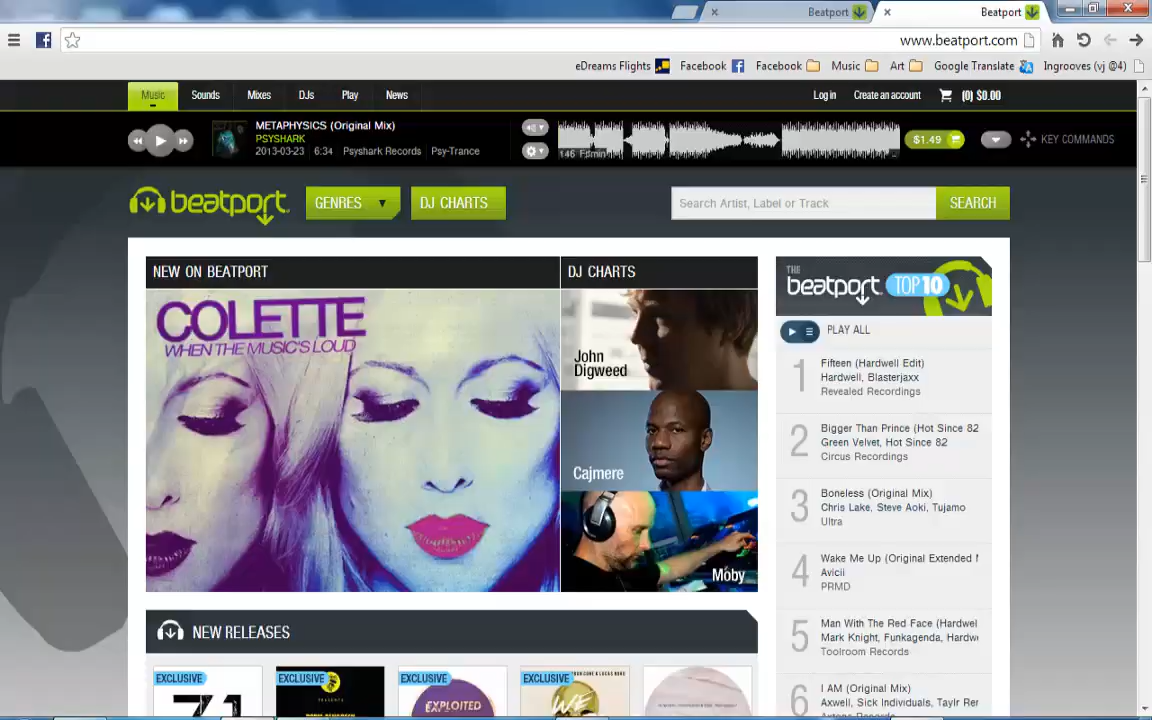 Beatport
Beatport
www.beatport.com
eDreams Flights Facebook Facebook Music Art Google Translate Ingrooves (vj @4)
Music Sounds Mixes DJs Play News Log in Create an account (0) $0.00
METAPHYSICS (Original Mix)
PSYSHARK
2013-03-23 6:34 Psyshark Records Psy-Trance
146 F♯min
$1.49
KEY COMMANDS
beatport
GENRES
DJ CHARTS
Search Artist, Label or Track
SEARCH
NEW ON BEATPORT
COLETTE
WHEN THE MUSIC'S LOUD
DJ CHARTS
John
Digweed
Cajmere
Moby
THE
beatport TOP 10
PLAY ALL
1
Fifteen (Hardwell Edit)
Hardwell, Blasterjaxx
Revealed Recordings
2
Bigger Than Prince (Hot Since 82
Green Velvet, Hot Since 82
Circus Recordings
3
Boneless (Original Mix)
Chris Lake, Steve Aoki, Tujamo
Ultra
4
Wake Me Up (Original Extended
Avicii
PRMD
5
Man With The Red Face (Hardwel
Mark Knight, Funkagenda, Hardw
Toolroom Records
6
I AM (Original Mix)
Axwell, Sick Individuals, Taylr
NEW RELEASES
EXCLUSIVE
EXCLUSIVE
PRESENTS
EXCLUSIVE
EXPLOITED
EXCLUSIVE
WE